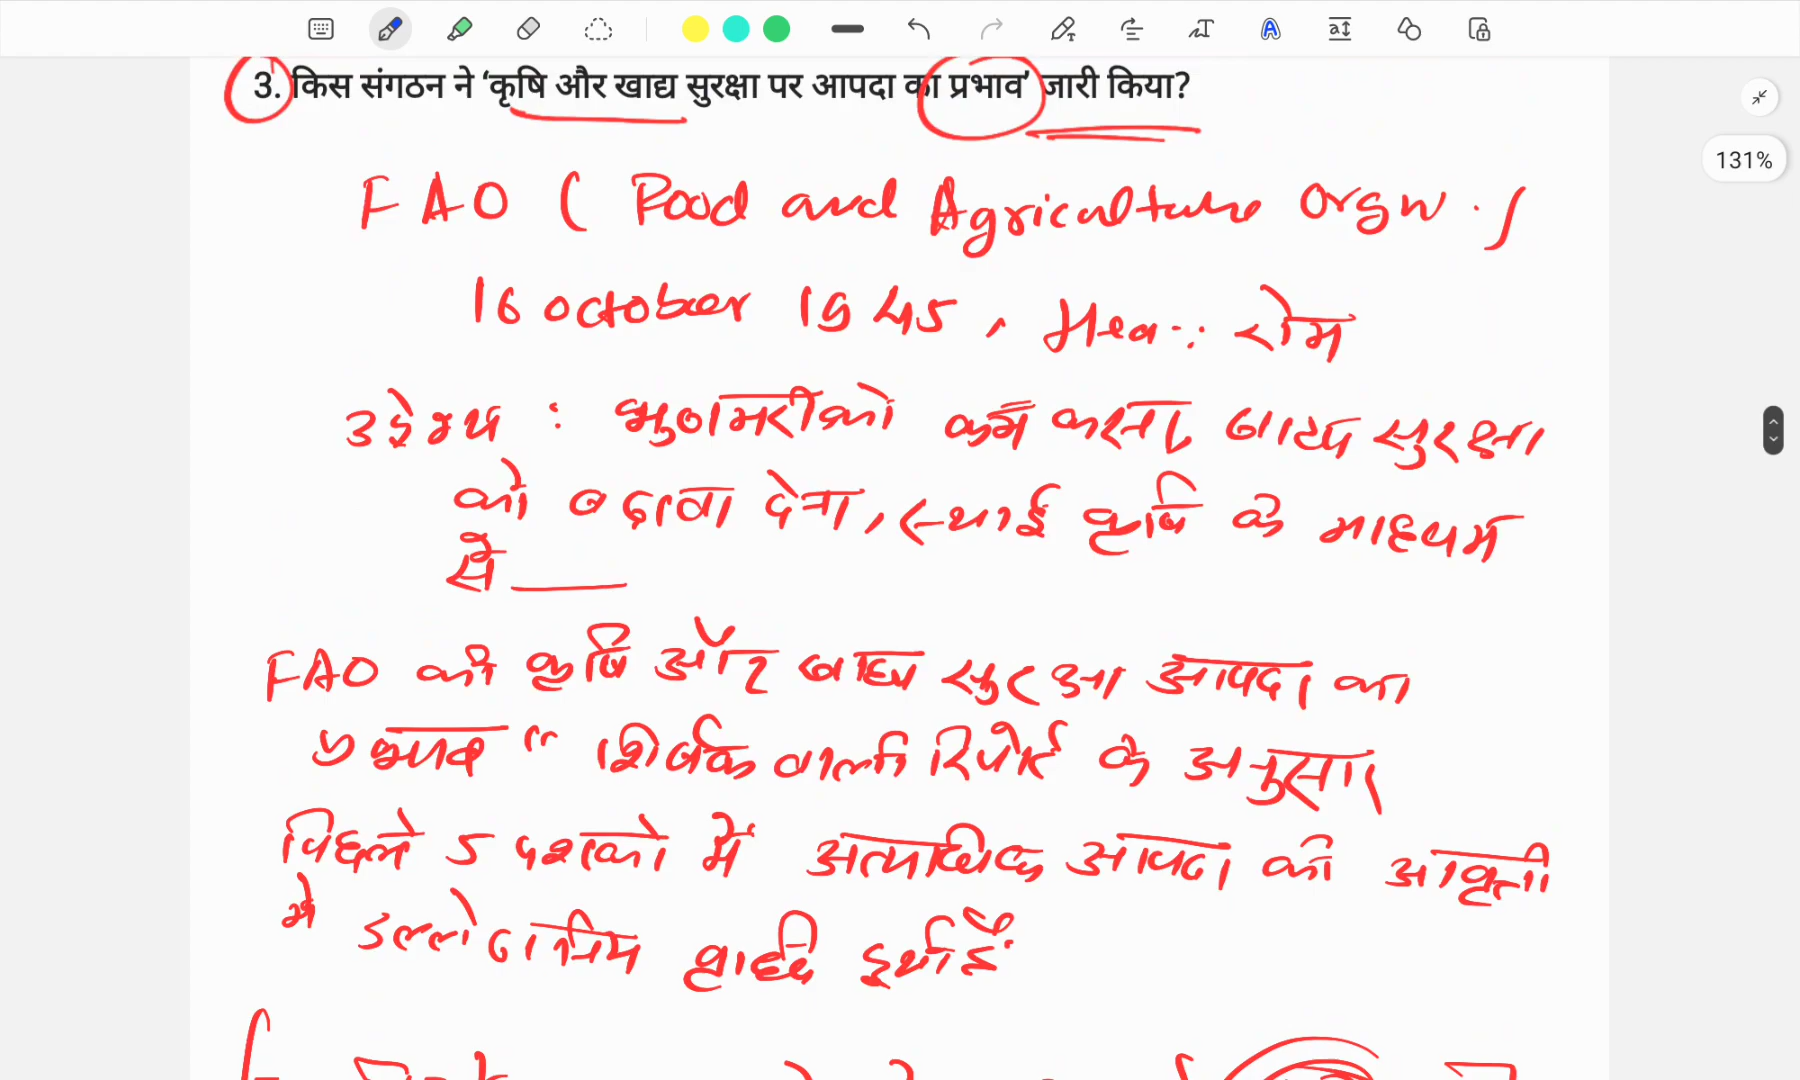 131%
3. किस संगठन ने ‘कृषि और खाद्य सुरक्षा पर आपदा का प्रभाव’ जारी किया?
FAO ( Food and Agriculture Orgn . )
16 october 1945 , Hea.. : रोम
उद्देश्य : भुखमरी को कम करना, खाद्य सुरक्षा
को बढ़ावा देना, स्थाई कृषि के माध्यम
से
FAO की कृषि और खाद्य सुरक्षा आपदा का
प्रभाव " शिर्षक वाली रिपोर्ट के अनुसार
पिछले 5 दशको में अत्यधिक आपदा की आवृत्ती
मे उल्लेखनिय वृद्धि हुयी हैं